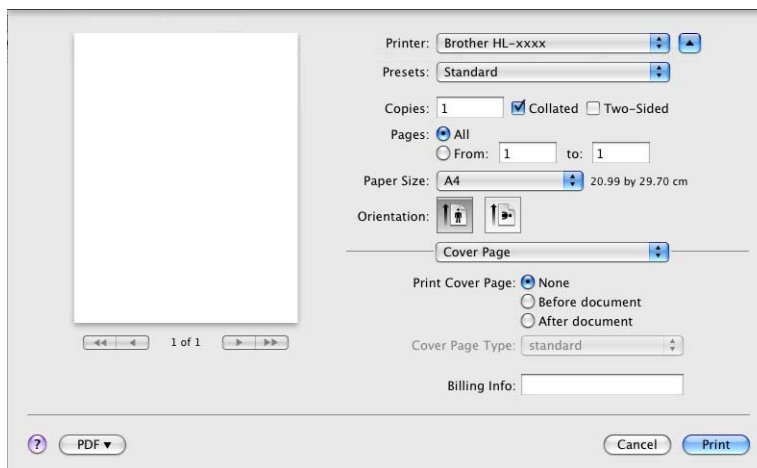 Printer: Brother HL-xxxx
Presets: Standard
Copies: 1 Collated Two-Sided
Pages: All
From: 1 to: 1
Paper Size: A4 20.99 by 29.70 cm
Orientation:
Cover Page
Print Cover Page: None
Before document
After document
1 of 1
Cover Page Type: standard
Billing Info:
? PDF Cancel Print